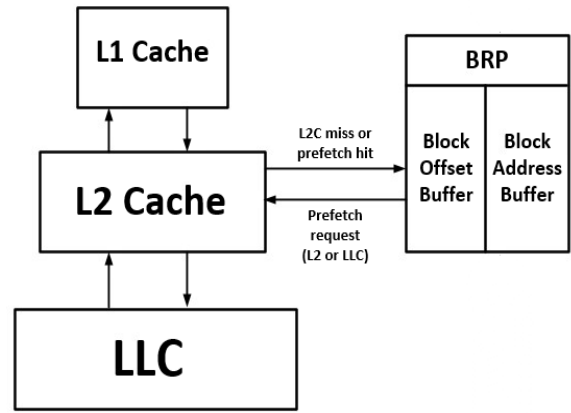 L1 Cache
L2 Cache
LLC
L2C miss or
prefetch hit
Prefetch
request
(L2 or LLC)
BRP
Block
Offset
Buffer
Block
Address
Buffer